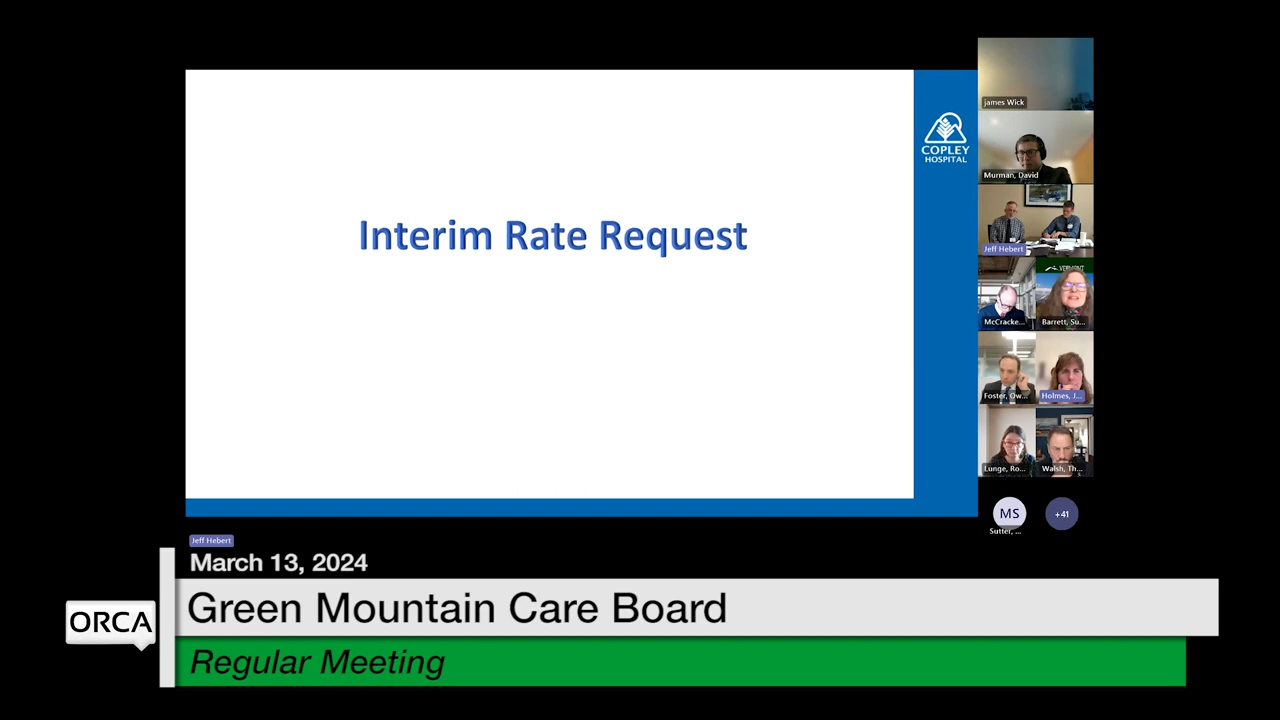 Interim Rate Request
COPLEY
HOSPITAL
james Wick
Murman, David
Jeff Hebert
VERMONT
McCracke...
Barrett, Su...
Foster, Ow...
Holmes, J...
Lunge, Ro...
Walsh, Th...
MS
+41
Sutter, ...
Jeff Hebert
March 13, 2024
ORCA
Green Mountain Care Board
Regular Meeting